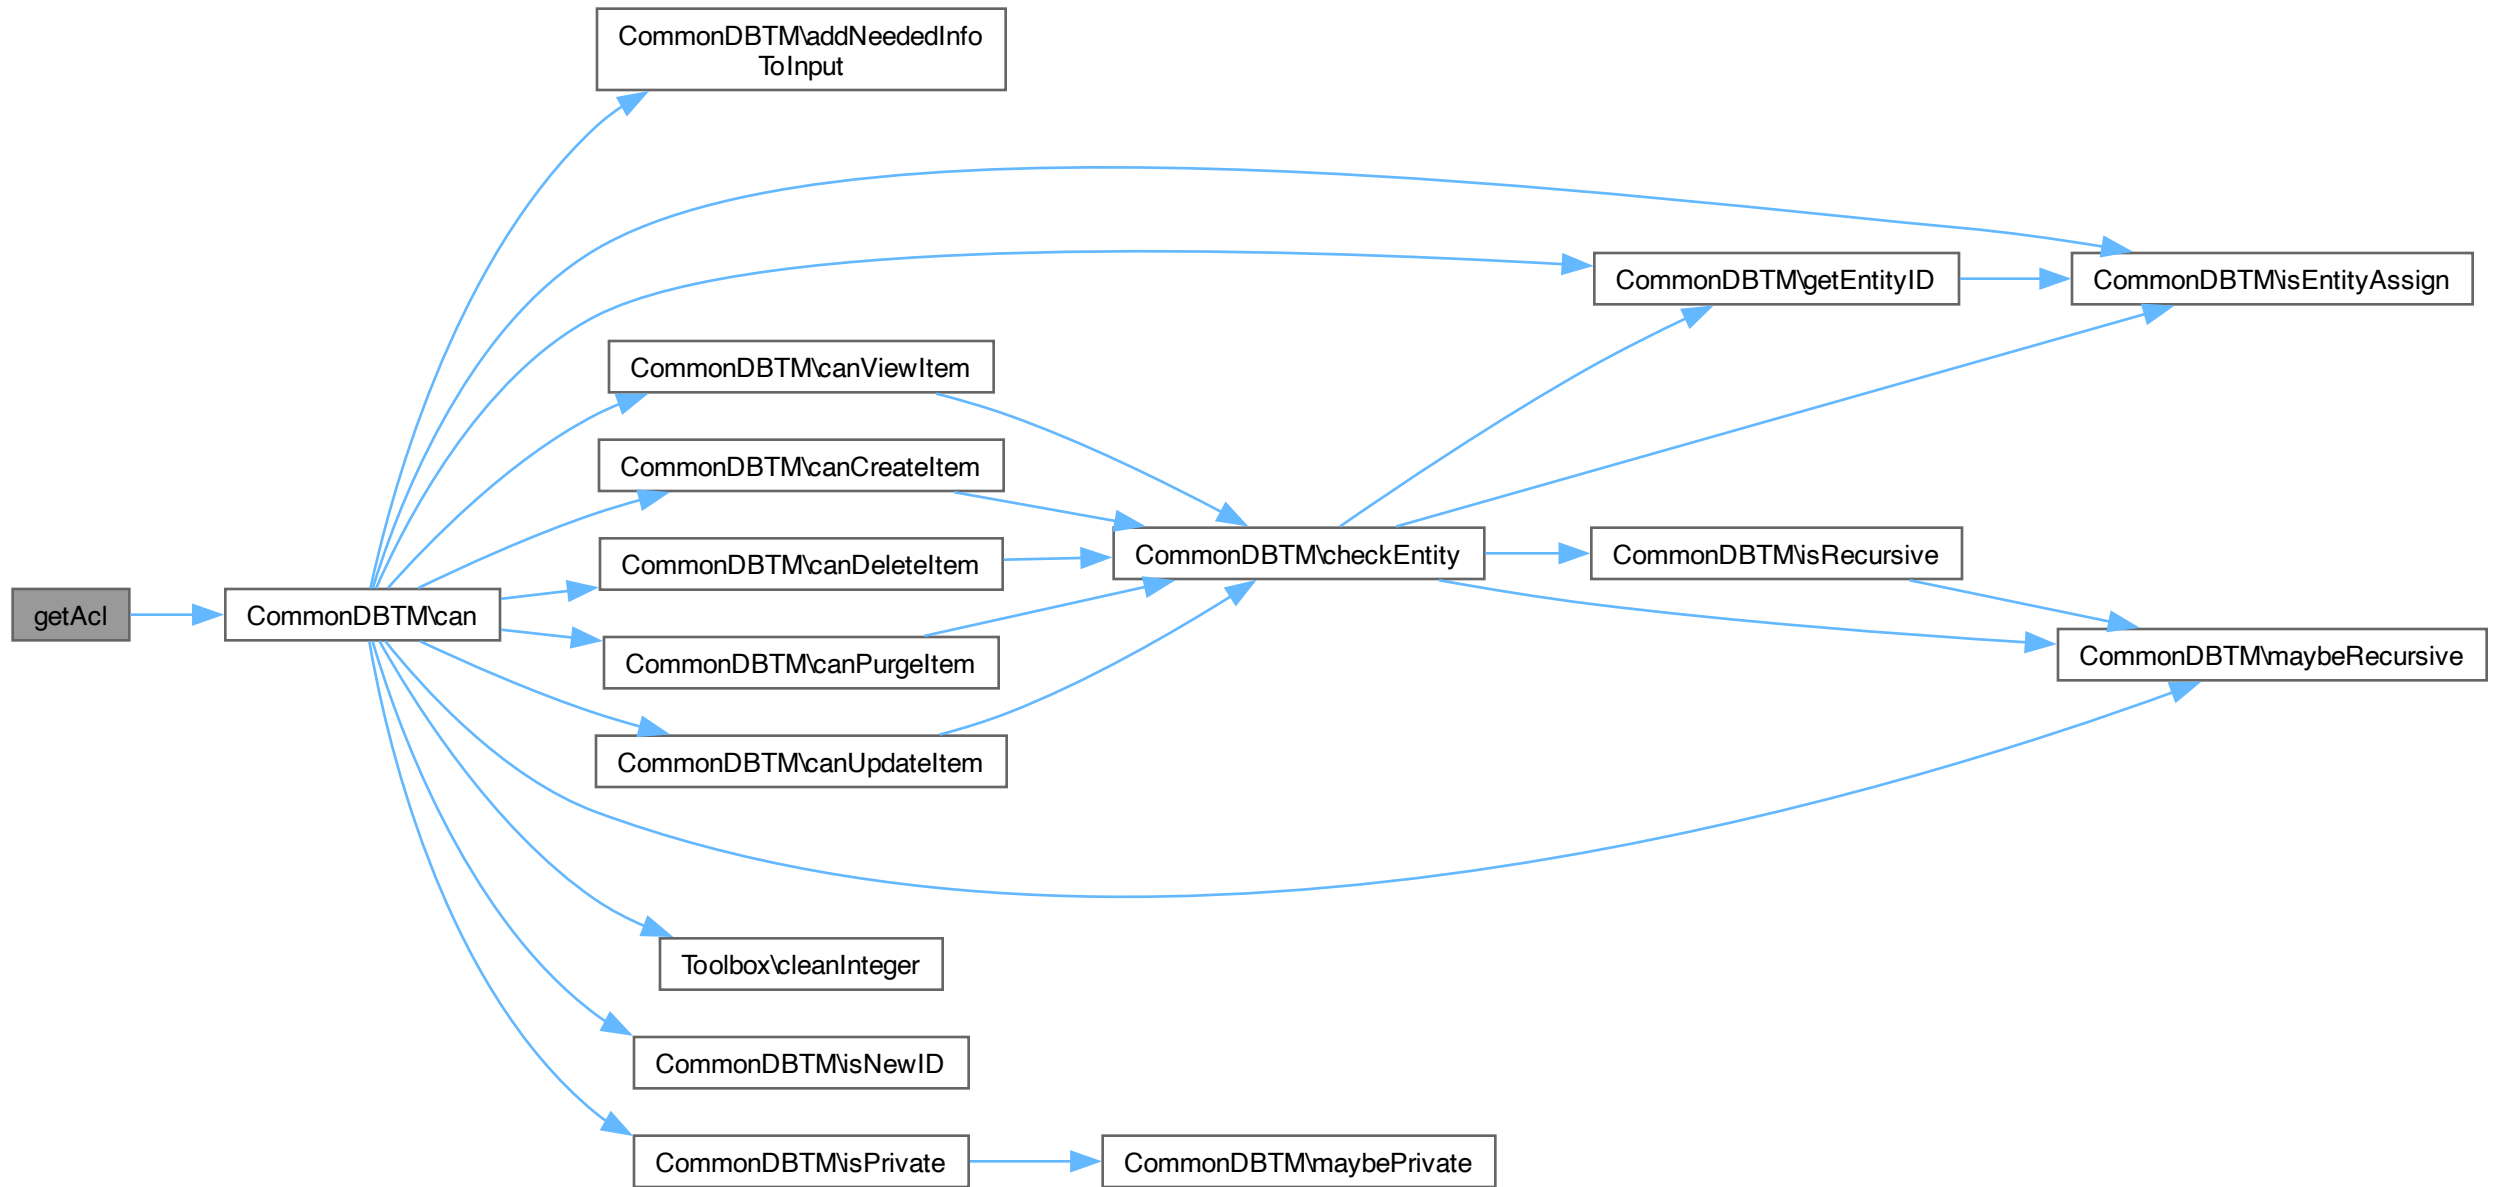 CommonDBTM\addNeededInfo
ToInput
CommonDBTM\getEntityID
CommonDBTM\isEntityAssign
CommonDBTM\canViewItem
CommonDBTM\canCreateItem
CommonDBTM\canDeleteItem
CommonDBTM\checkEntity
CommonDBTM\isRecursive
getAcl
CommonDBTM\can
CommonDBTM\canPurgeItem
CommonDBTM\maybeRecursive
CommonDBTM\canUpdateItem
Toolbox\cleanInteger
CommonDBTM\isNewID
CommonDBTM\isPrivate
CommonDBTM\maybePrivate